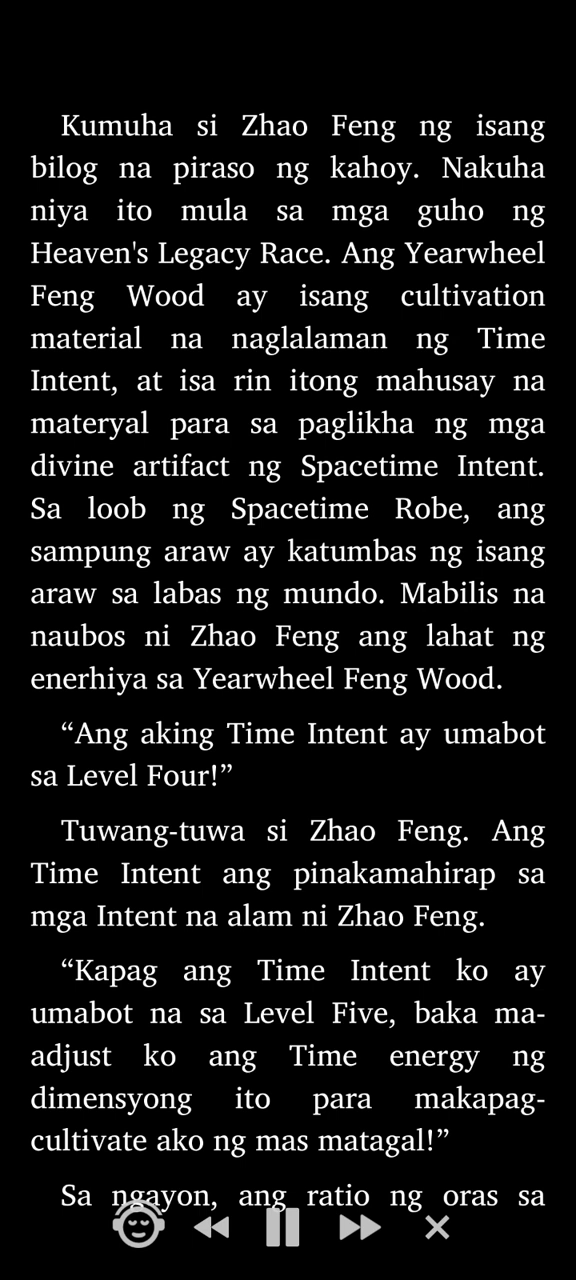 Kumuha si Zhao Feng ng isang
bilog na piraso ng kahoy. Nakuha
niya ito mula sa mga guho ng
Heaven's Legacy Race. Ang Yearwheel
Feng Wood ay isang cultivation
material na naglalaman ng Time
Intent, at isa rin itong mahusay na
materyal para sa paglikha ng mga
divine artifact ng Spacetime Intent.
Sa loob ng Spacetime Robe, ang
sampung araw ay katumbas ng isang
araw sa labas ng mundo. Mabilis na
naubos ni Zhao Feng ang lahat ng
enerhiya sa Yearwheel Feng Wood.
“Ang aking Time Intent ay umabot
sa Level Four!”
Tuwang-tuwa si Zhao Feng. Ang
Time Intent ang pinakamahirap sa
mga Intent na alam ni Zhao Feng.
“Kapag ang Time Intent ko ay
umabot na sa Level Five, baka ma-
adjust ko ang Time energy ng
dimensyong ito para makapag-
cultivate ako ng mas matagal!”
Sa ngayon, ang ratio ng oras sa